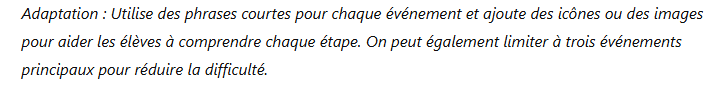 Adaptation : Utilise des phrases courtes pour chaque événement et ajoute des icônes ou des images
pour aider les élèves à comprendre chaque étape. On peut également limiter à trois événements
principaux pour réduire la difficulté.